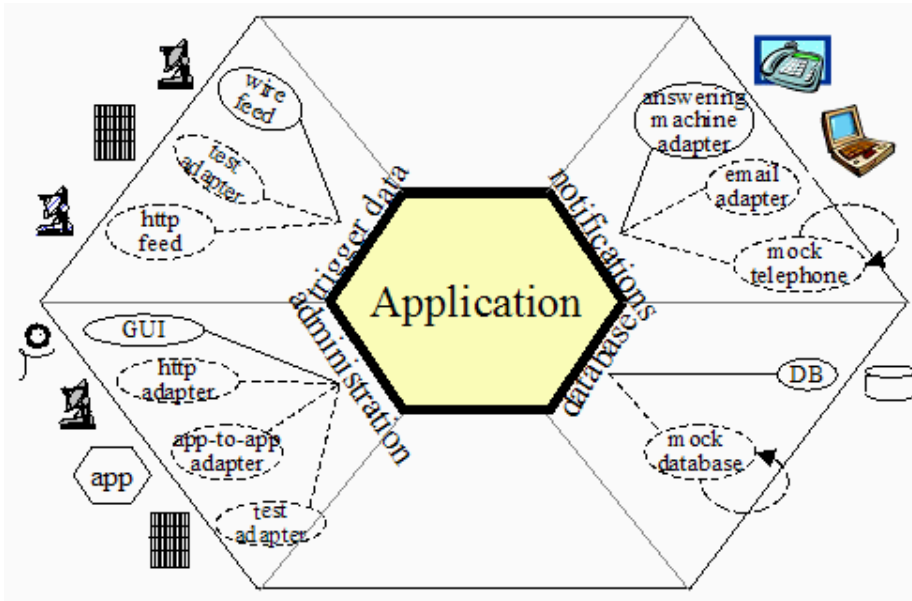 wire
feed
test
adapter
http
feed
trigger data
answering
machine
adapter
email
adapter
mock
telephone
notifications
Application
GUI
http
adapter
app-to-app
adapter
app
test
adapter
administration
database
DB
mock
database